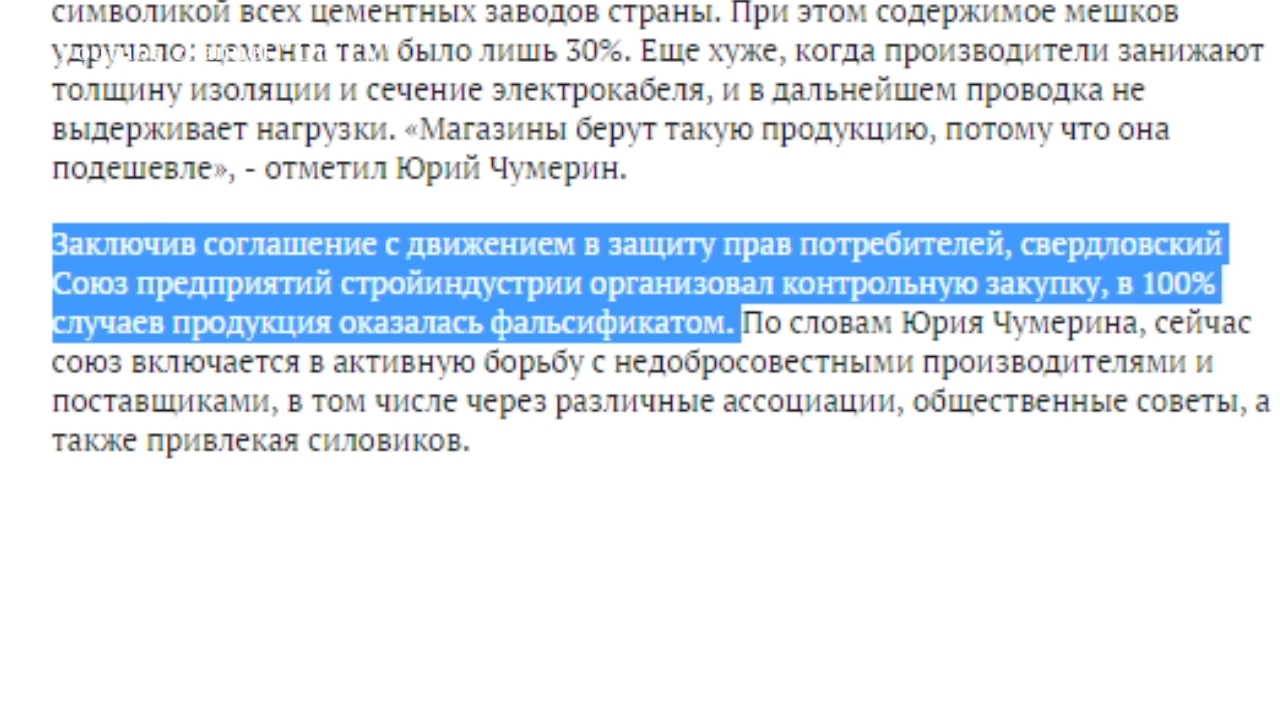 символикой всех цементных заводов страны. При этом содержимое мешков
удручало: цемента там было лишь 30%. Еще хуже, когда производители занижают
толщину изоляции и сечение электрокабеля, и в дальнейшем проводка не
выдерживает нагрузки. «Магазины берут такую продукцию, потому что она
подешевле», - отметил Юрий Чумерин.
Заключив соглашение с движением в защиту прав потребителей, свердловский
Союз предприятий стройиндустрии организовал контрольную закупку, в 100%
случаев продукция оказалась фальсификатом. По словам Юрия Чумерина, сейчас
союз включается в активную борьбу с недобросовестными производителями и
поставщиками, в том числе через различные ассоциации, общественные советы, а
также привлекая силовиков.